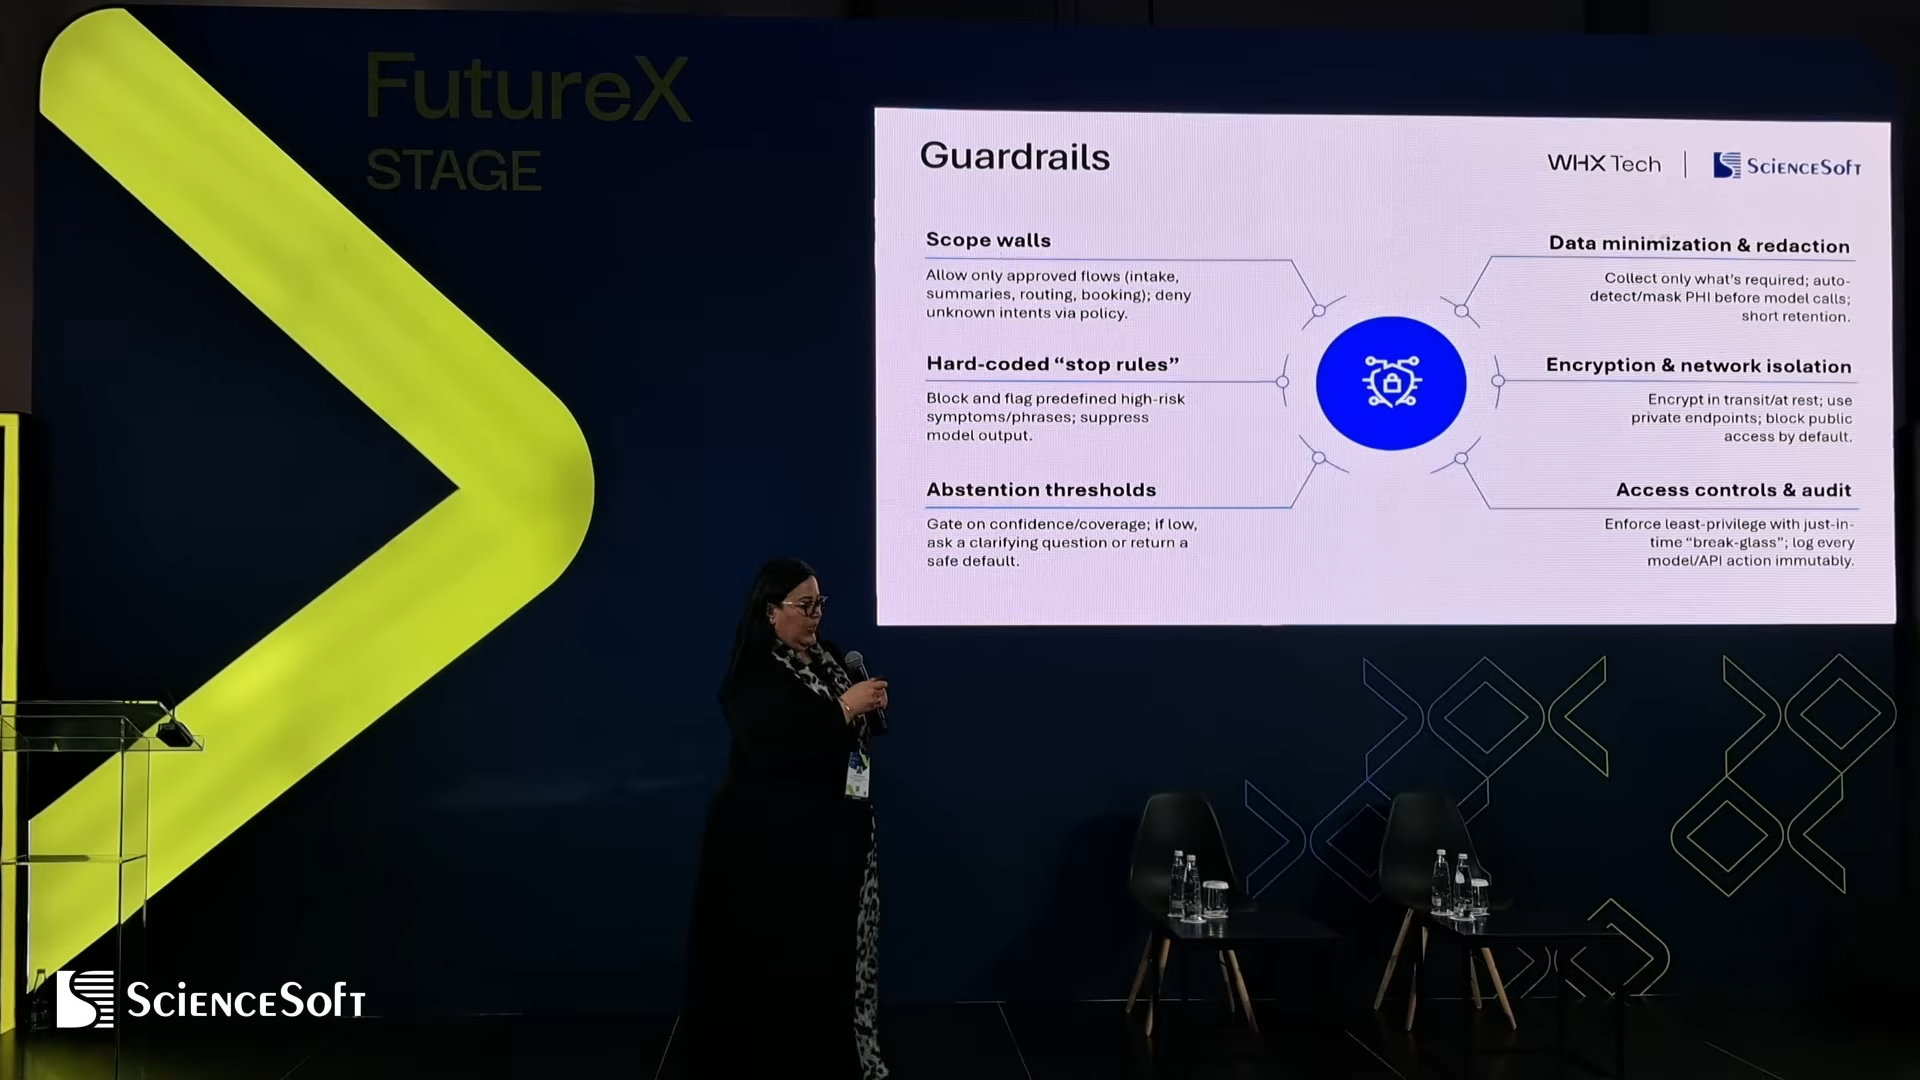 FutureX
STAGE
Guardrails
WHX Tech
ScienceSoft
Scope walls
Allow only approved flows (intake,
summaries, routing, booking); deny
unknown intents via policy.
Hard-coded “stop rules”
Block and flag predefined high-risk
symptoms/phrases; suppress
model output.
Abstention thresholds
Gate on confidence/coverage; if low,
ask a clarifying question or return a
safe default.
Data minimization & redaction
Collect only what’s required; auto-
detect/mask PHI before model calls;
short retention.
Encryption & network isolation
Encrypt in transit/at rest; use
private endpoints; block public
access by default.
Access controls & audit
Enforce least-privilege with just-in-
time “break-glass”; log every
model/API action immutably.
ScienceSoft